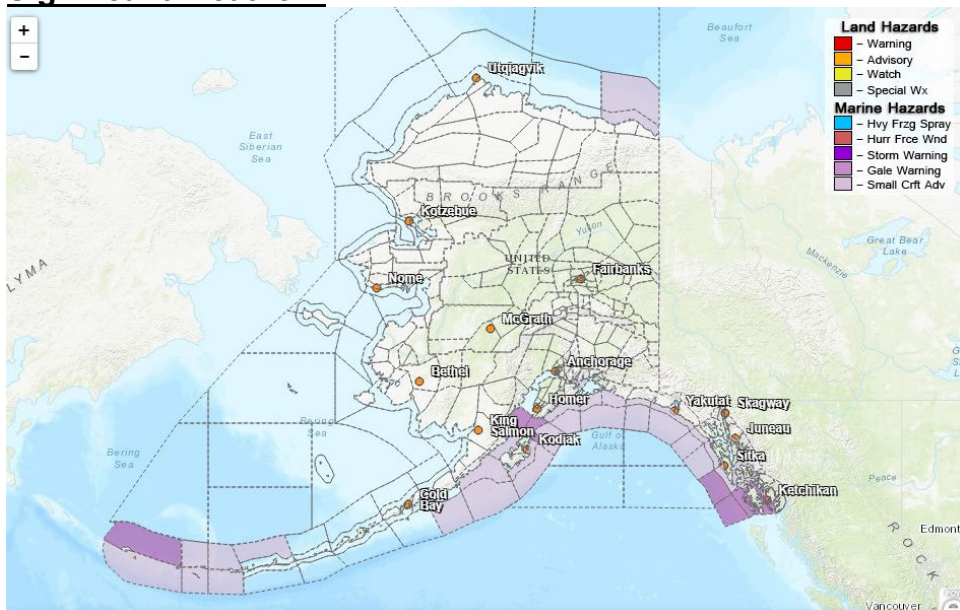 +
−
Beaufort
Sea
Land Hazards
– Warning
– Advisory
– Watch
– Special Wx
Marine Hazards
– Hvy Frzg Spray
– Hurr Frce Wnd
– Storm Warning
– Gale Warning
– Small Crft Adv
Utqiagvik
East
Siberian
Sea
BROOKS RANGE
Kotzebue
Yukon
Great Bear
Lake
Mackenzie
LYMA
UNITED
STATES
Fairbanks
Nome
McGrath
Anchorage
Bethel
Homer
Yakutat
Skagway
King
Salmon
Kodiak
Juneau
Bering
Sea
Gulf of
Alaska
Bering
Sea
Sitka
Ketchikan
Peace
Cold
Bay
Edmont
ROCK
Vancouver